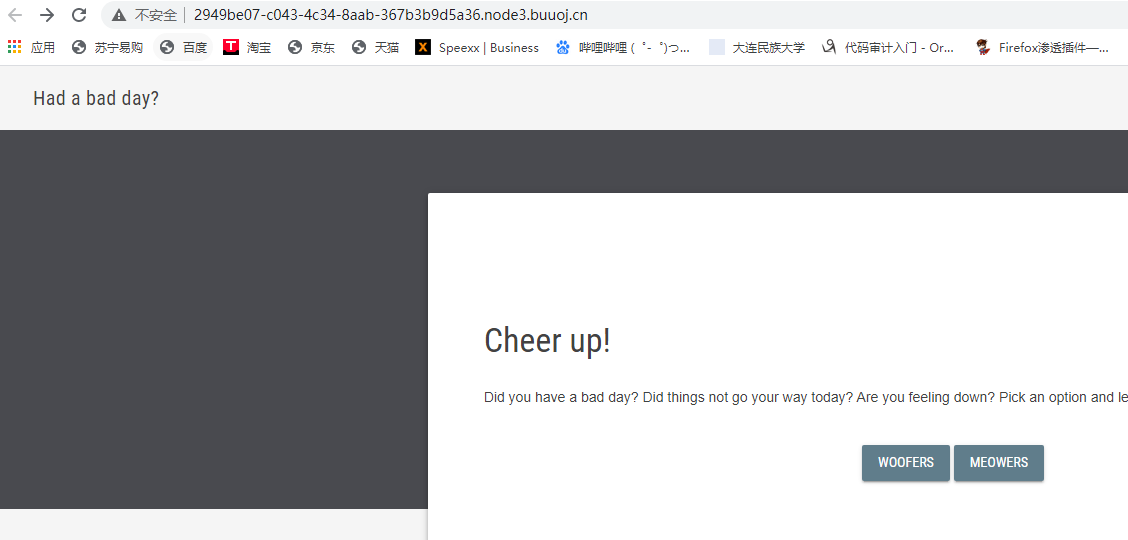 不安全 2949be07-c043-4c34-8aab-367b3b9d5a36.node3.buuoj.cn
应用 苏宁易购 百度 淘宝 京东 天猫 Speexx | Business 哔哩哔哩 ( ゜- ゜)つ... 大连民族大学 代码审计入门 - Or... Firefox渗透插件—...
Had a bad day?
Cheer up!
Did you have a bad day? Did things not go your way today? Are you feeling down? Pick an option and le
WOOFERS MEOWERS